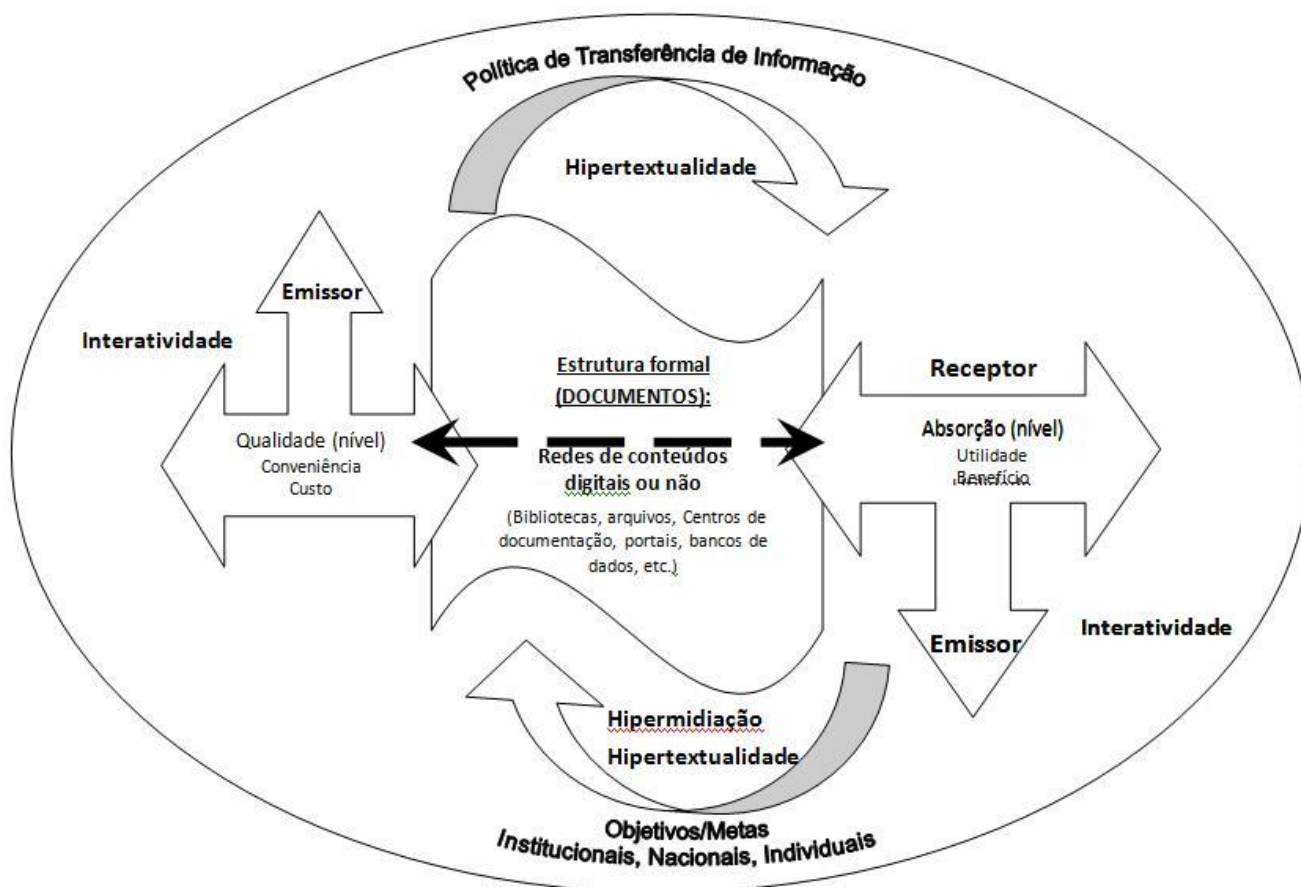 Política de Transferência de Informação
Hipertextualidade
Emissor
Interatividade
Qualidade (nível)
Conveniência
Custo
Estrutura formal
(DOCUMENTOS):
Redes de conteúdos
digitais ou não
(Bibliotecas, arquivos, Centros de
documentação, portais, bancos de
dados, etc.)
Receptor
Absorção (nível)
Utilidade
Benefício
Emissor
Interatividade
Hipermidiação
Hipertextualidade
Objetivos/Metas
Institucionais, Nacionais, Individuais